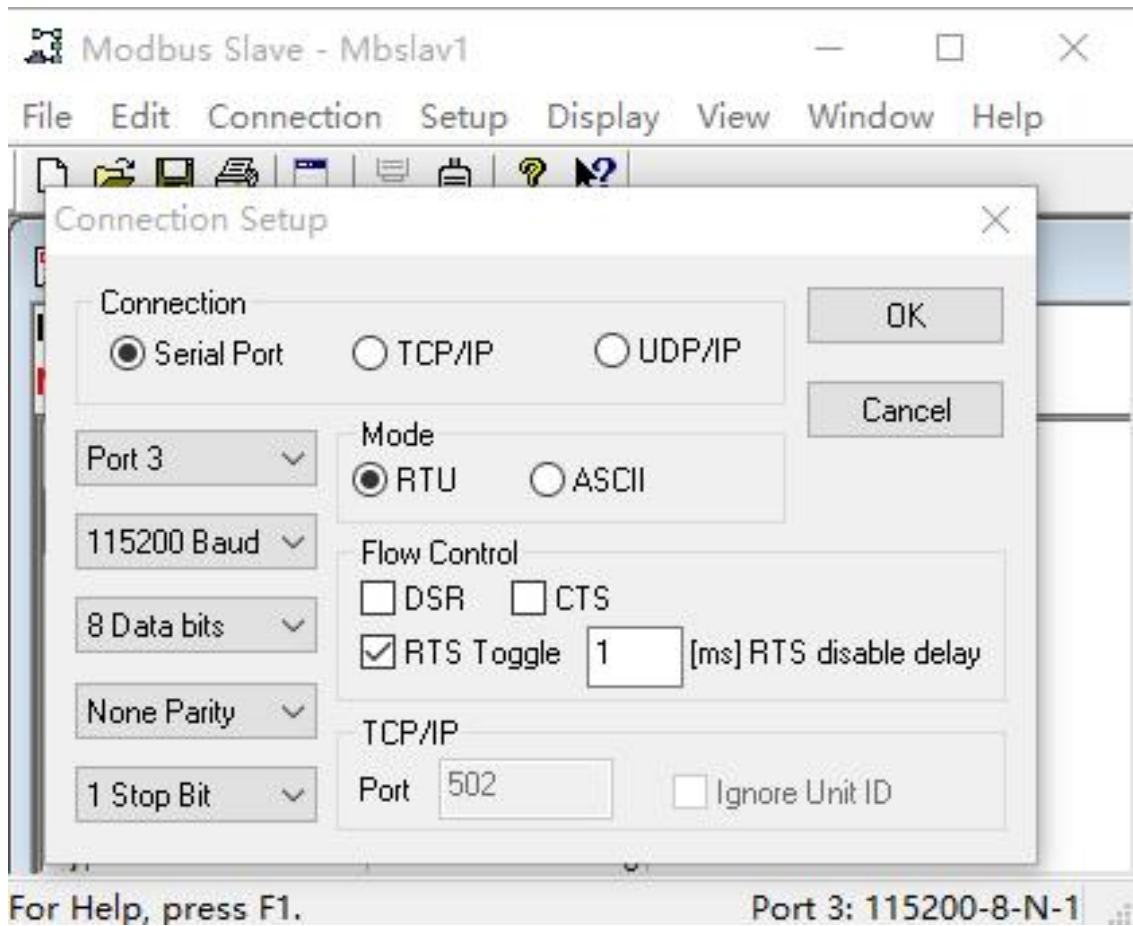 Modbus Slave - Mbslav1
File Edit Connection Setup Display View Window Help
Connection Setup
Connection
Serial Port TCP/IP UDP/IP
OK
Cancel
Port 3
Mode
RTU ASCII
115200 Baud
Flow Control
DSR CTS
8 Data bits
RTS Toggle 1 [ms] RTS disable delay
None Parity
TCP/IP
1 Stop Bit
Port 502 Ignore Unit ID
For Help, press F1. Port 3: 115200-8-N-1